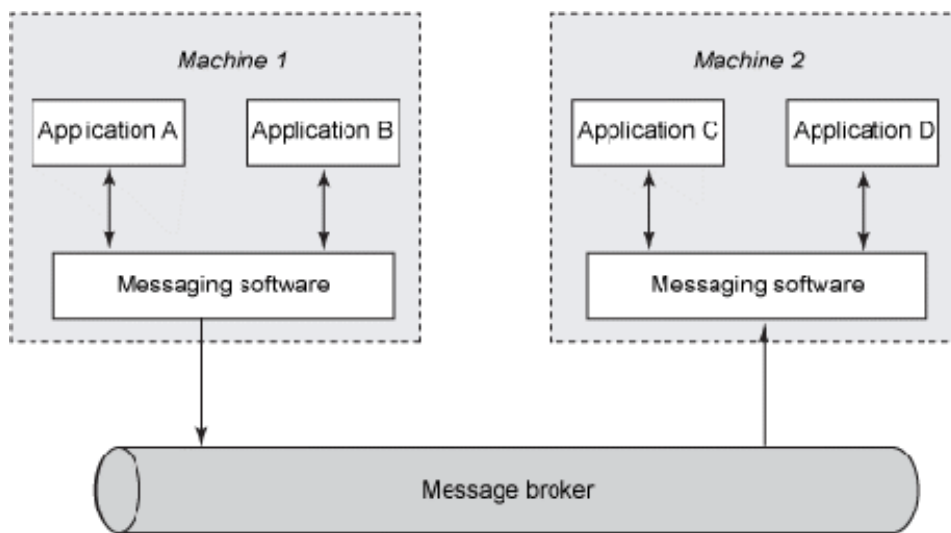 Machine 1
Machine 2
Application A
Application B
Application C
Application D
Messaging software
Messaging software
Message broker